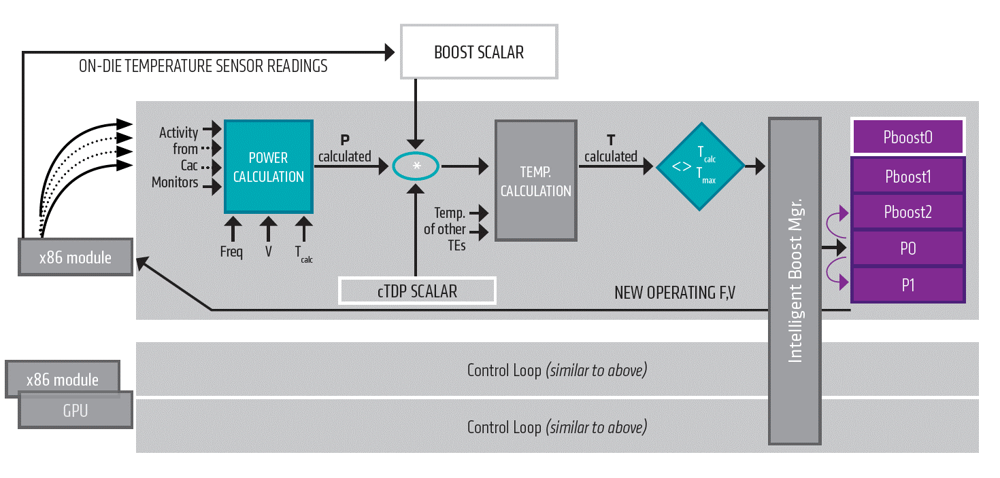 BOOST SCALAR
ON-DIE TEMPERATURE SENSOR READINGS
Activity
from
Cac
Monitors
POWER
CALCULATION
Freq
V
Tcalc
P
calculated
*
cTDP SCALAR
Temp.
of other
TEs
TEMP.
CALCULATION
T
calculated
<> Tcalc
Tmax
Intelligent Boost Mgr.
Pboost0
Pboost1
Pboost2
P0
P1
NEW OPERATING F,V
x86 module
x86 module
GPU
Control Loop (similar to above)
Control Loop (similar to above)